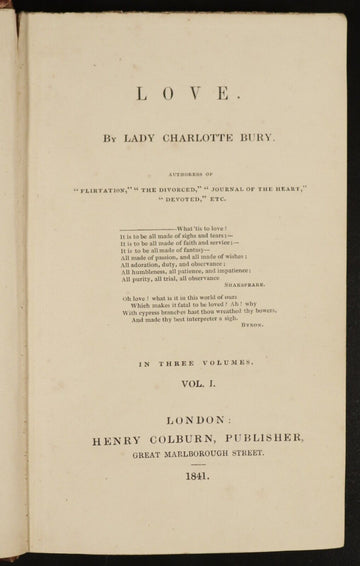 LOVE.
BY LADY CHARLOTTE BURY.
AUTHORESS OF
"FLIRTATION," "THE DIVORCED," "JOURNAL OF THE HEART,"
"DEVOTED," ETC.
————What 'tis to love!
It is to be all made of sighs and tears;—
It is to be all made of faith and service;—
It is to be all made of fantasy—
All made of passion, and all made of wishes;
All adoration, duty, and observance;
All humbleness, all patience, and impatience;
All purity, all trial, all observance
SHAKSPEARE.
Oh love! what is it in this world of ours
Which makes it fatal to be loved? Ah! why
With cypress branches hast thou wreathed thy bowers,
And made thy best interpreter a sigh.
BYRON.
IN THREE VOLUMES.
VOL. I.
LONDON:
HENRY COLBURN, PUBLISHER,
GREAT MARLBOROUGH STREET.
1841.